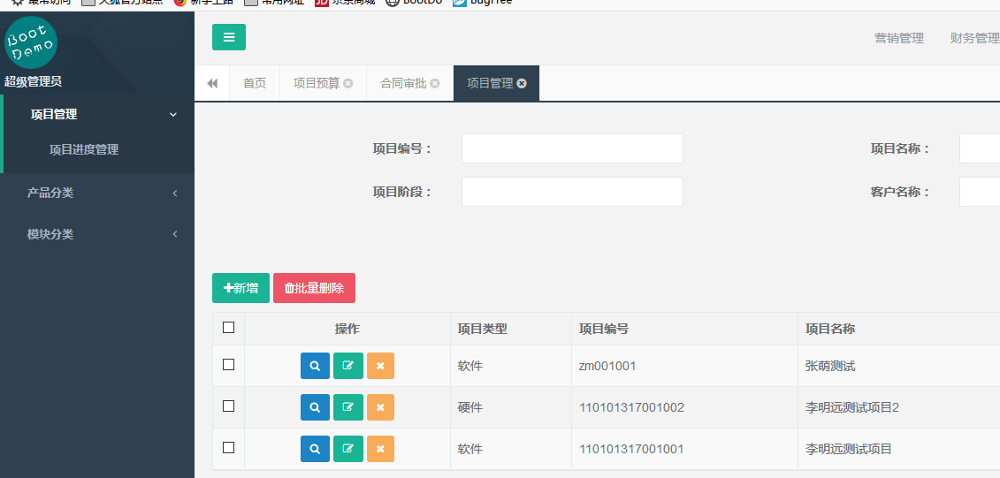 最常访问 火狐官方站点 新手上路 常用网址 JD 京东商城 BootDo BugFree
Boot
Demo
营销管理 财务管理
超级管理员
首页 项目预算 合同审批 项目管理
项目管理
项目进度管理
产品分类
模块分类
项目编号： 项目名称：
项目阶段： 客户名称：
新增 批量删除
操作 项目类型 项目编号 项目名称
软件 zm001001 张萌测试
硬件 110101317001002 李明远测试项目2
软件 110101317001001 李明远测试项目